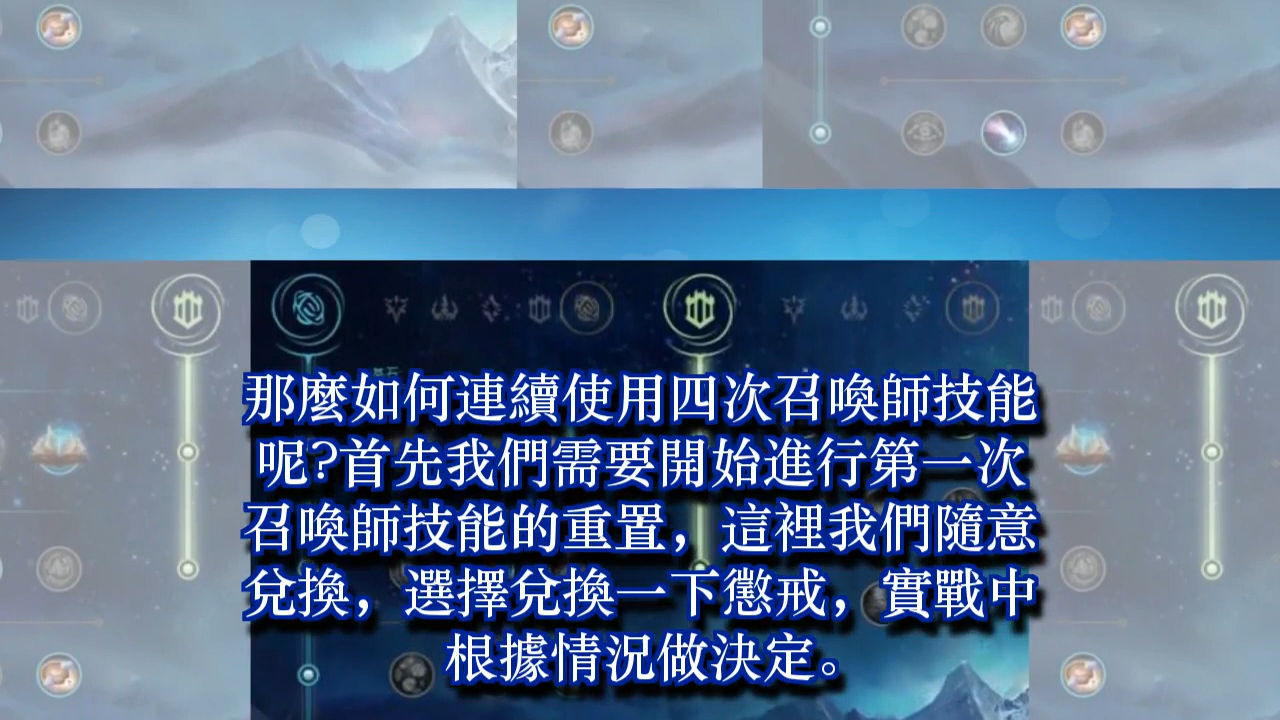 那麼如何連續使用四次召喚師技能
呢?首先我們需要開始進行第一次
召喚師技能的重置，這裡我們隨意
兌換，選擇兌換一下懲戒，實戰中
根據情況做決定。